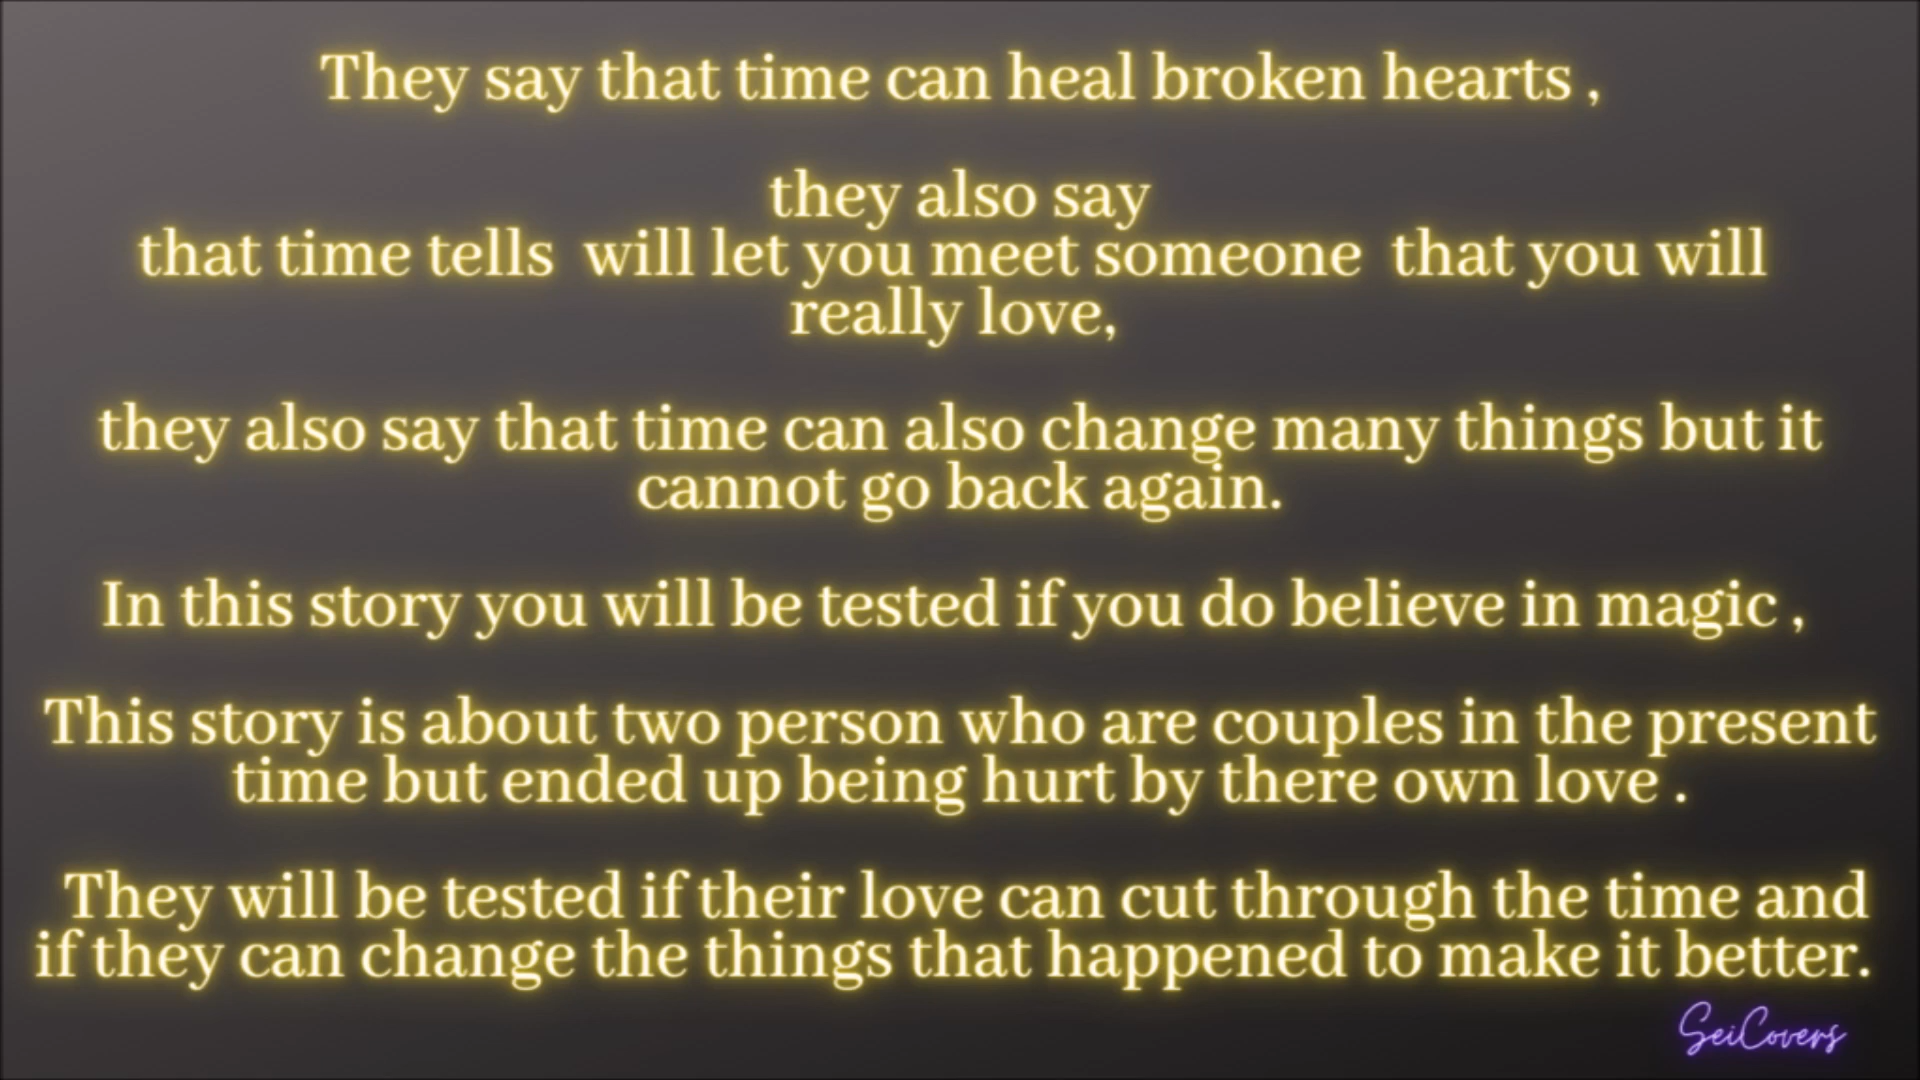 They say that time can heal broken hearts ,
they also say
that time tells  will let you meet someone  that you will
really love,
they also say that time can also change many things but it
cannot go back again.
In this story you will be tested if you do believe in magic ,
This story is about two person who are couples in the present
time but ended up being hurt by there own love .
They will be tested if their love can cut through the time and
if they can change the things that happened to make it better.
SeiCovers